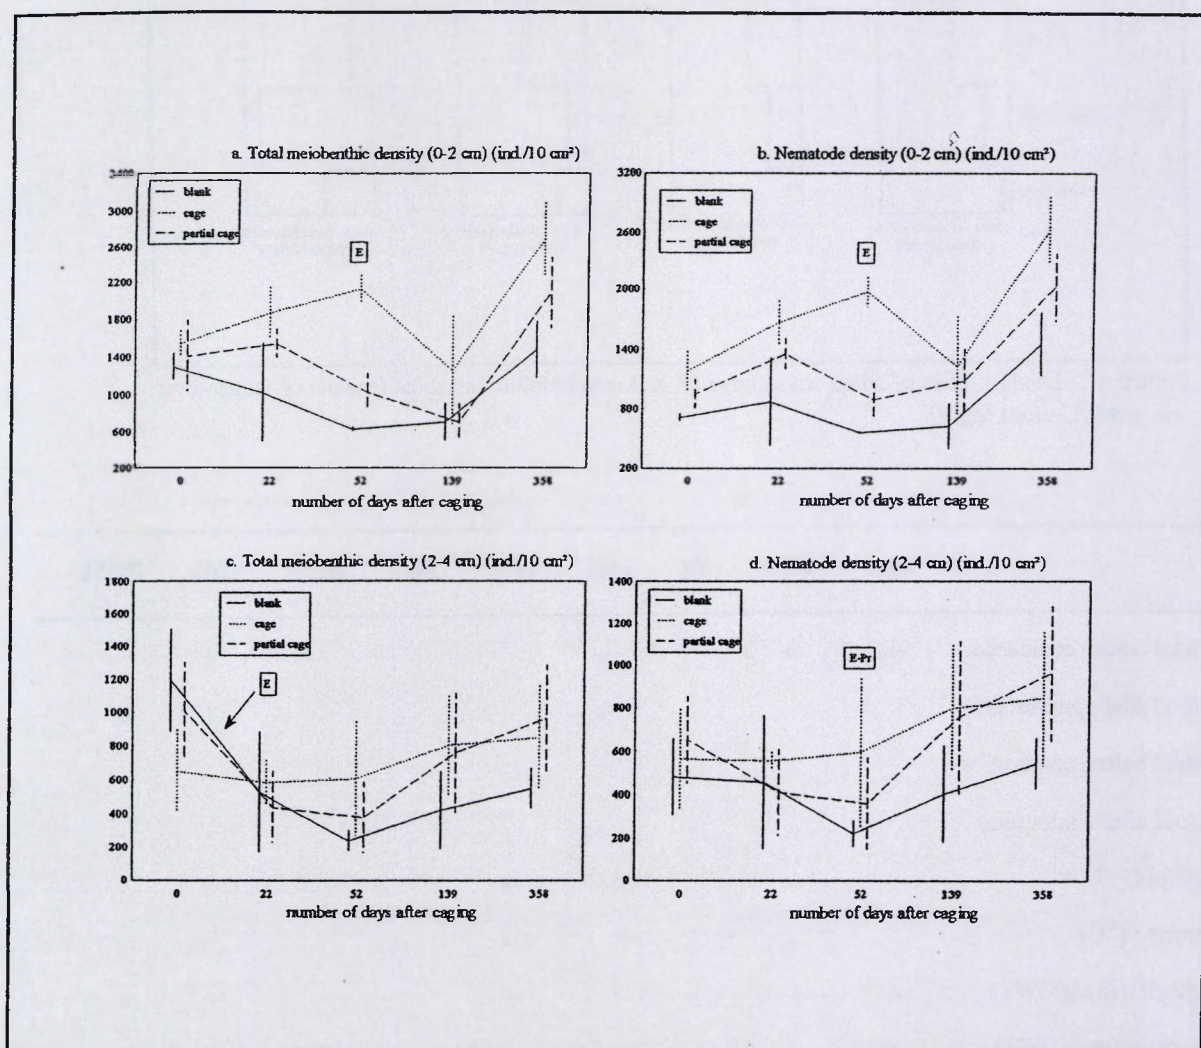 a. Total meiobenthic density (0-2 cm) (ind./10 cm²)
3400
3000
2600
2200
1800
1400
1000
600
200
blank
cage
partial cage
E
0 22 52 139 358
number of days after caging
b. Nematode density (0-2 cm) (ind./10 cm²)
3200
2600
2000
1400
800
200
blank
cage
partial cage
E
0 22 52 139 358
number of days after caging
c. Total meiobenthic density (2-4 cm) (ind./10 cm²)
1800
1600
1400
1200
1000
800
600
400
200
0
blank
cage
partial cage
E
0 22 52 139 358
number of days after caging
d. Nematode density (2-4 cm) (ind./10 cm²)
1400
1200
1000
800
600
400
200
0
blank
cage
partial cage
E-Pr
0 22 52 139 358
number of days after caging